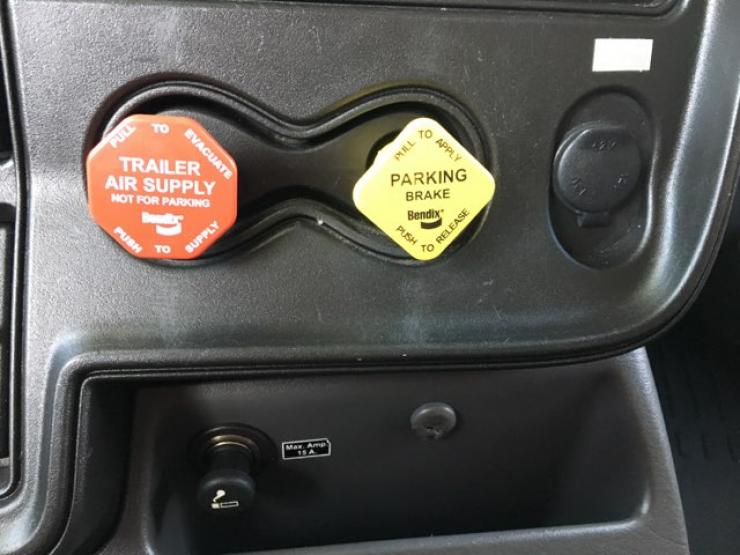 PULL TO EVACUATE
TRAILER
AIR SUPPLY
NOT FOR PARKING
Bendix
PUSH TO SUPPLY
PULL TO APPLY
PARKING
BRAKE
Bendix
PUSH TO RELEASE
12V
Max. Amp.
15 A.